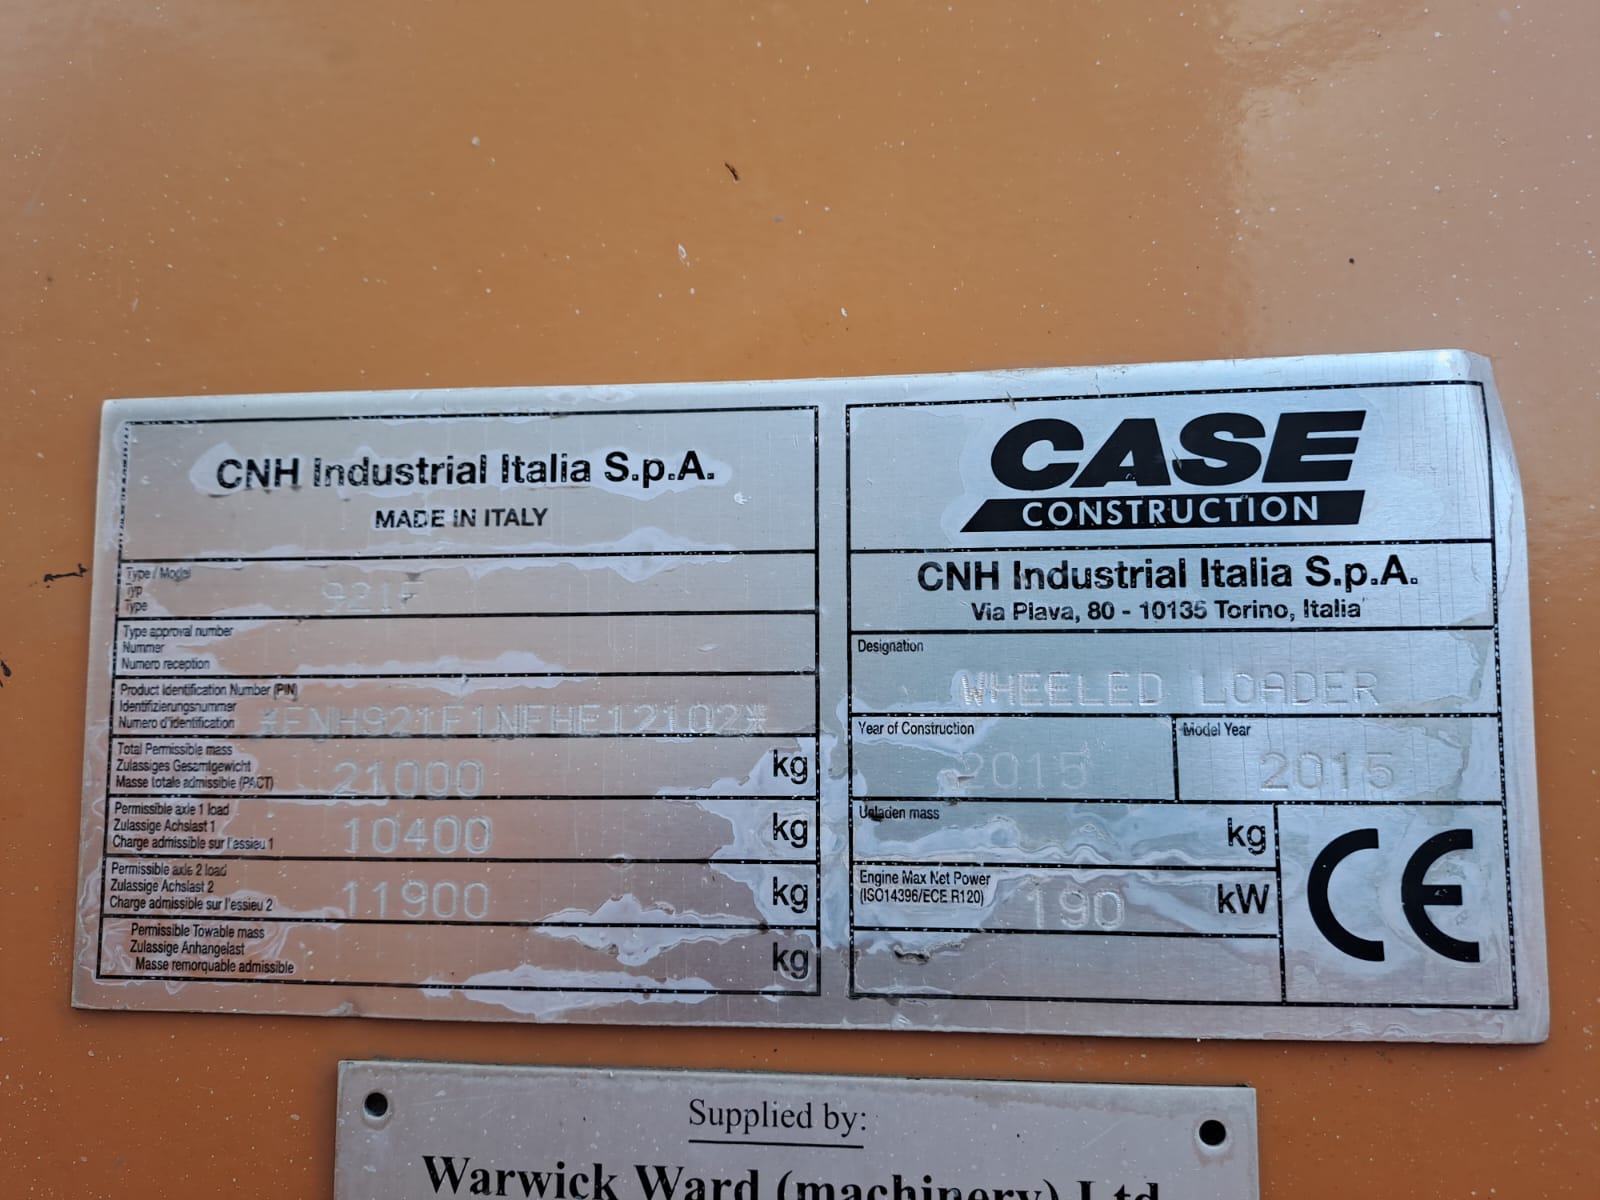 CNH Industrial Italia S.p.A.
MADE IN ITALY
Type / Model
Typ
Type
921F
Type approval number
Nummer
Numero reception
Product Identification Number (PIN)
Identifizierungsnummer
Numero d'identification
*FNH921F1NFHE12102*
Total Permissible mass
Zulassiges Gesamtgewicht
Masse totale admissible (PACT)
21000 kg
Permissible axle 1 load
Zulassige Achslast 1
Charge admissible sur l'essieu 1
10400 kg
Permissible axle 2 load
Zulassige Achslast 2
Charge admissible sur l'essieu 2
11900 kg
Permissible Towable mass
Zulassige Anhangelast
Masse remorquable admissible
kg
CASE
CONSTRUCTION
CNH Industrial Italia S.p.A.
Via Plava, 80 - 10135 Torino, Italia
Designation
WHEELED LOADER
Year of Construction
2015
Model Year
2015
Unladen mass
kg
Engine Max Net Power
(ISO14396/ECE R120)
190 kW
CE
Supplied by:
Warwick Ward (machinery) Ltd